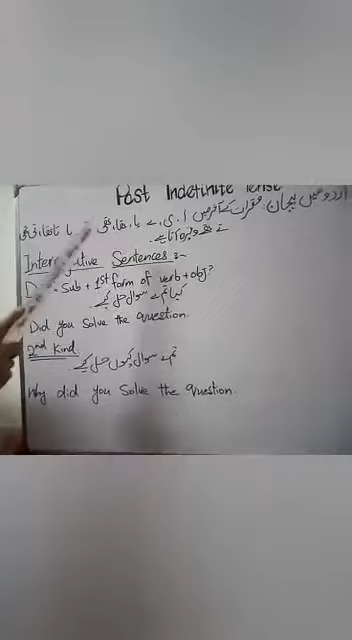 Past Indefinite Tense
اردو میں پہچان: فقرات کے آخر میں ا، ی، ے یا، تھا، تھی
تھے وغیرہ آتا ہے۔
Sentences :-
+ Sub + 1st form of verb + obj?
کیا تم نے سوال حل کیے۔
Did you Solve the question.
2nd Kind
تم نے سوال کیوں حل کیے۔
Why did you Solve the question.